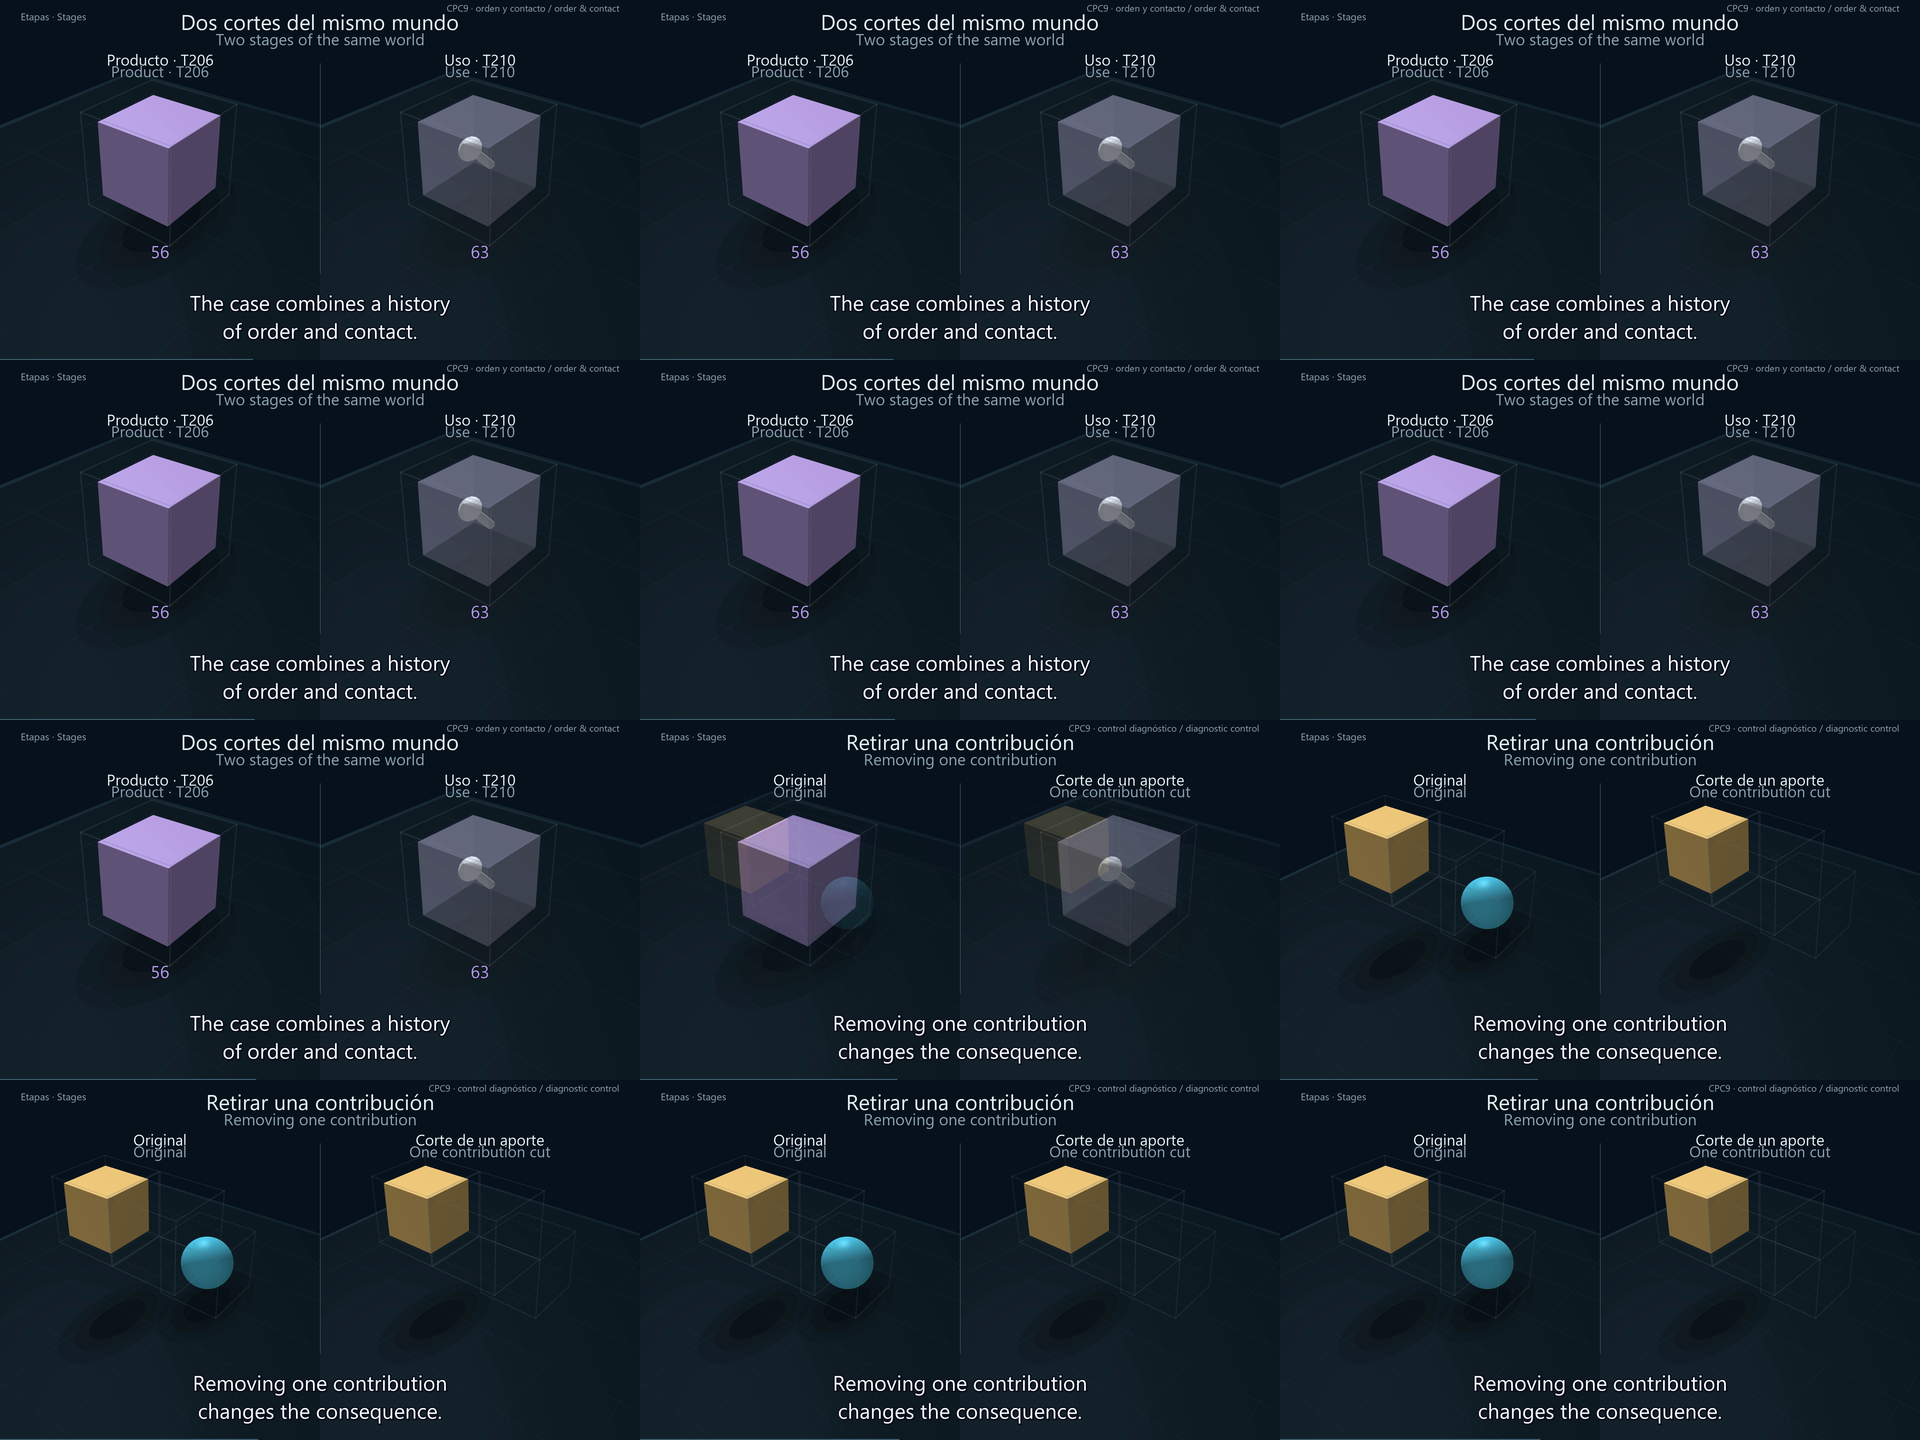 Etapas · Stages
CPC9 · orden y contacto / order & contact
Dos cortes del mismo mundo
Two stages of the same world
Producto · T206
Product · T206
Uso · T210
Use · T210
56
63
The case combines a history
of order and contact.
Etapas · Stages
CPC9 · orden y contacto / order & contact
Dos cortes del mismo mundo
Two stages of the same world
Producto · T206
Product · T206
Uso · T210
Use · T210
56
63
The case combines a history
of order and contact.
Etapas · Stages
CPC9 · orden y contacto / order & contact
Dos cortes del mismo mundo
Two stages of the same world
Producto · T206
Product · T206
Uso · T210
Use · T210
56
63
The case combines a history
of order and contact.
Etapas · Stages
CPC9 · orden y contacto / order & contact
Dos cortes del mismo mundo
Two stages of the same world
Producto · T206
Product · T206
Uso · T210
Use · T210
56
63
The case combines a history
of order and contact.
Etapas · Stages
CPC9 · orden y contacto / order & contact
Dos cortes del mismo mundo
Two stages of the same world
Producto · T206
Product · T206
Uso · T210
Use · T210
56
63
The case combines a history
of order and contact.
Etapas · Stages
CPC9 · orden y contacto / order & contact
Dos cortes del mismo mundo
Two stages of the same world
Producto · T206
Product · T206
Uso · T210
Use · T210
56
63
The case combines a history
of order and contact.
Etapas · Stages
CPC9 · orden y contacto / order & contact
Dos cortes del mismo mundo
Two stages of the same world
Producto · T206
Product · T206
Uso · T210
Use · T210
56
63
The case combines a history
of order and contact.
Etapas · Stages
CPC9 · control diagnóstico / diagnostic control
Retirar una contribución
Removing one contribution
Original
Original
Corte de un aporte
One contribution cut
Removing one contribution
changes the consequence.
Etapas · Stages
CPC9 · control diagnóstico / diagnostic control
Retirar una contribución
Removing one contribution
Original
Original
Corte de un aporte
One contribution cut
Removing one contribution
changes the consequence.
Etapas · Stages
CPC9 · control diagnóstico / diagnostic control
Retirar una contribución
Removing one contribution
Original
Original
Corte de un aporte
One contribution cut
Removing one contribution
changes the consequence.
Etapas · Stages
CPC9 · control diagnóstico / diagnostic control
Retirar una contribución
Removing one contribution
Original
Original
Corte de un aporte
One contribution cut
Removing one contribution
changes the consequence.
Etapas · Stages
CPC9 · control diagnóstico / diagnostic control
Retirar una contribución
Removing one contribution
Original
Original
Corte de un aporte
One contribution cut
Removing one contribution
changes the consequence.